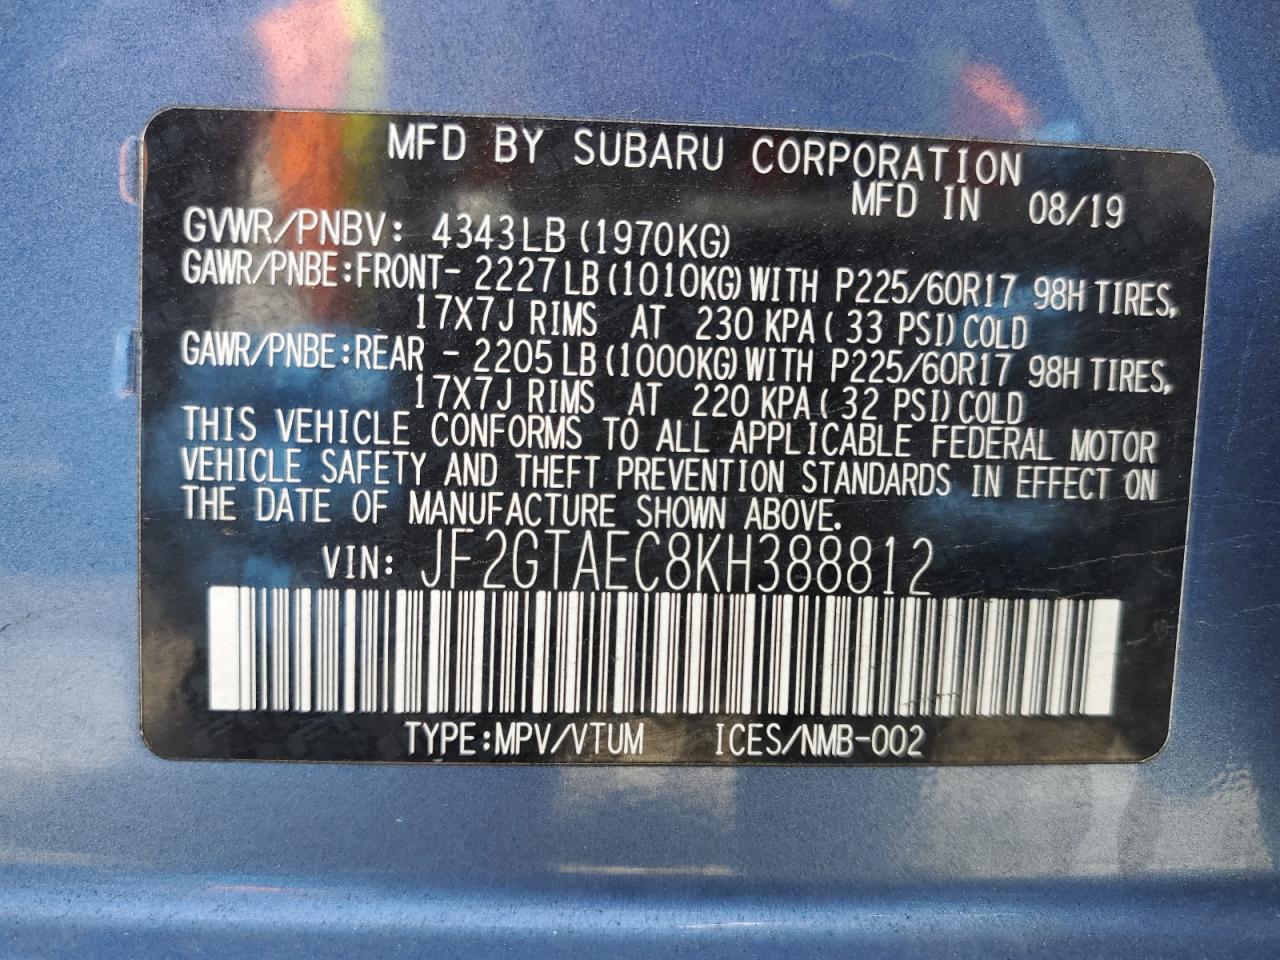 MFD BY SUBARU CORPORATION
MFD IN 08/19
GVWR/PNBV: 4343LB (1970KG)
GAWR/PNBE:FRONT- 2227LB (1010KG) WITH P225/60R17 98H TIRES,
17X7J RIMS AT 230 KPA ( 33 PSI) COLD
GAWR/PNBE:REAR - 2205LB (1000KG) WITH P225/60R17 98H TIRES,
17X7J RIMS AT 220 KPA ( 32 PSI) COLD
THIS VEHICLE CONFORMS TO ALL APPLICABLE FEDERAL MOTOR
VEHICLE SAFETY AND THEFT PREVENTION STANDARDS IN EFFECT ON
THE DATE OF MANUFACTURE SHOWN ABOVE.
VIN: JF2GTAEC8KH388812
TYPE:MPV/VTUM ICES/NMB-002